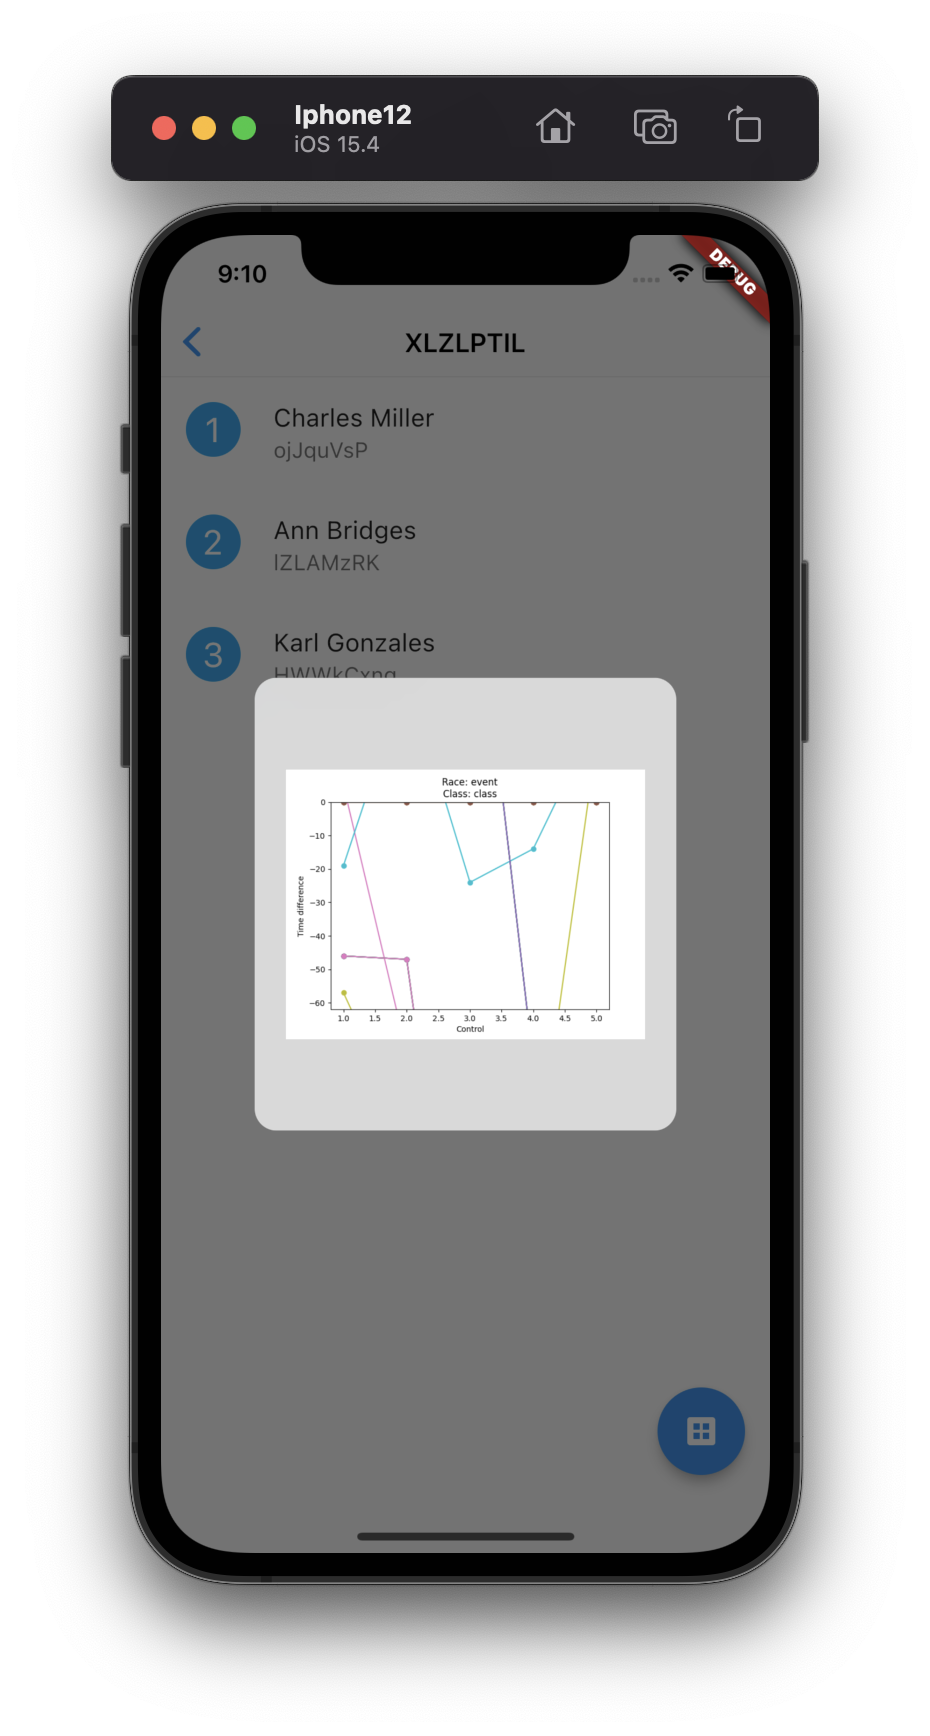 Iphone12
iOS 15.4
9:10
DEBUG
XLZLPTIL
1
Charles Miller
ojJquVsP
2
Ann Bridges
IZLAMzRK
3
Karl Gonzales
HWWkCxng
Race: event
Class: class
0
−10
−20
−30
−40
−50
−60
Time difference
1.0 1.5 2.0 2.5 3.0 3.5 4.0 4.5 5.0
Control